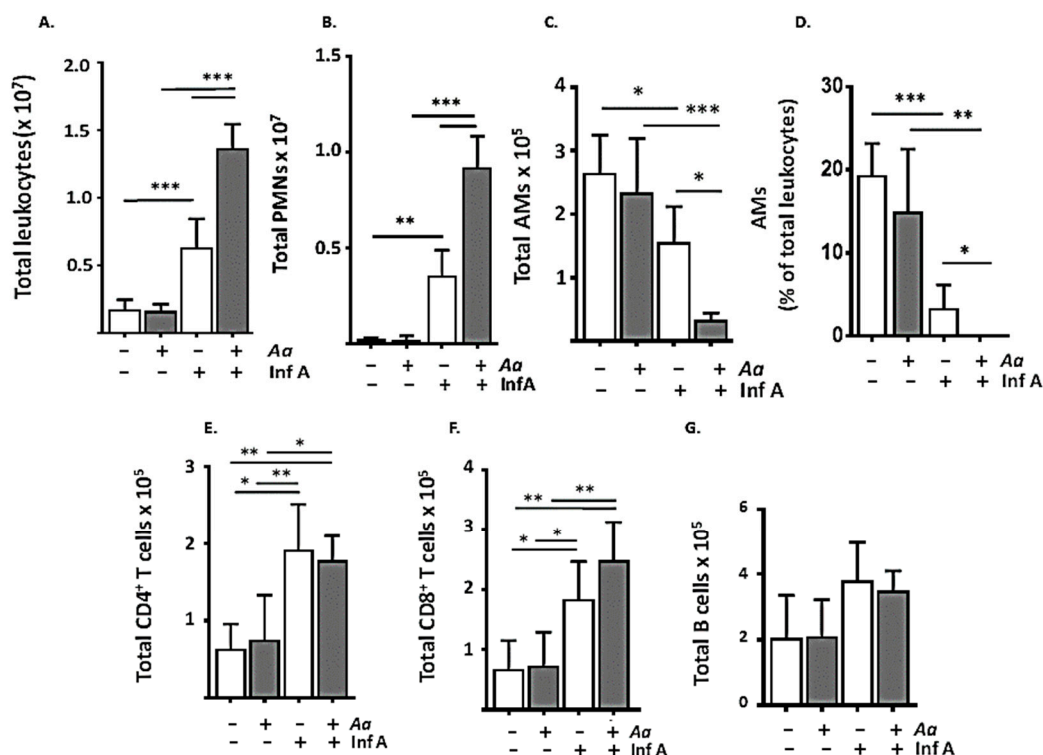 A.
Total leukocytes (x 10⁷)
2.0
1.5
1.0
0.5
***
***
– + – + Aa
– – + + Inf A
B.
Total PMNs x 10⁷
1.5
1.0
0.5
***
**
– + – + Aa
– – + + InfA
C.
Total AMs x 10⁵
4
3
2
1
*
***
*
– + – + Aa
– – + + Inf A
D.
AMs
(% of total leukocytes)
30
20
10
0
***
**
*
– + – + Aa
– – + + Inf A
E.
Total CD4⁺ T cells x 10⁵
3
2
1
*
**
* **
– + – + Aa
– – + + Inf A
F.
Total CD8⁺ T cells x 10⁵
4
3
2
1
** **
* *
– + – + Aa
– – + + Inf A
G.
Total B cells x 10⁵
6
4
2
0
– + – + Aa
– – + + Inf A